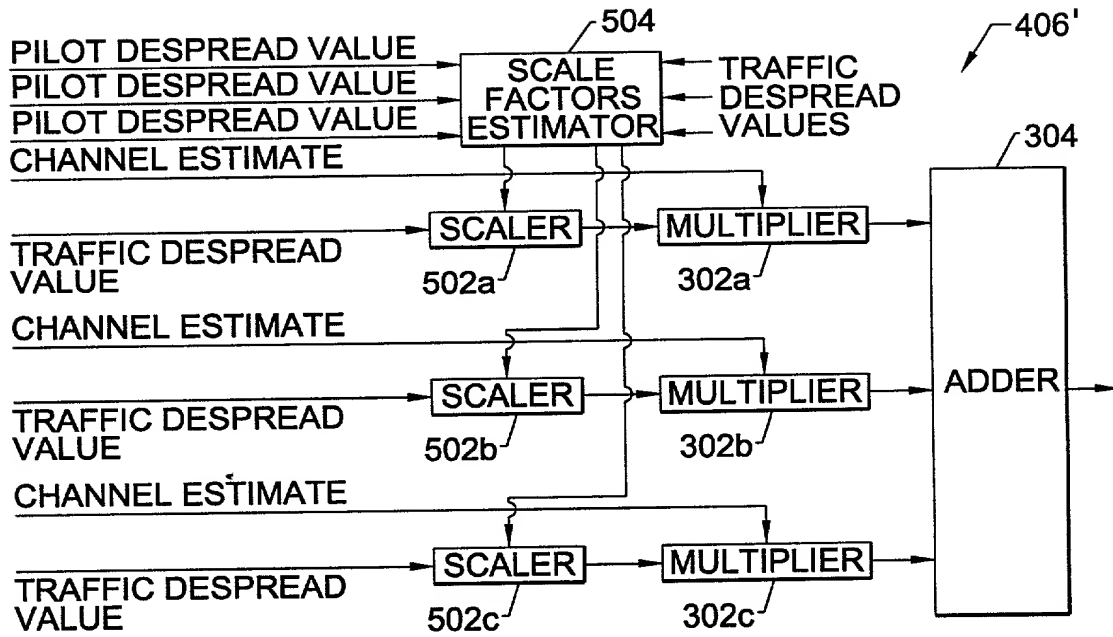 504
406'
PILOT DESPREAD VALUE
PILOT DESPREAD VALUE
PILOT DESPREAD VALUE
SCALE
FACTORS
ESTIMATOR
TRAFFIC
DESPREAD
VALUES
CHANNEL ESTIMATE
304
SCALER
MULTIPLIER
TRAFFIC DESPREAD
VALUE
502a
302a
CHANNEL ESTIMATE
SCALER
MULTIPLIER
ADDER
TRAFFIC DESPREAD
VALUE
502b
302b
CHANNEL ESTIMATE
SCALER
MULTIPLIER
TRAFFIC DESPREAD
VALUE
502c
302c